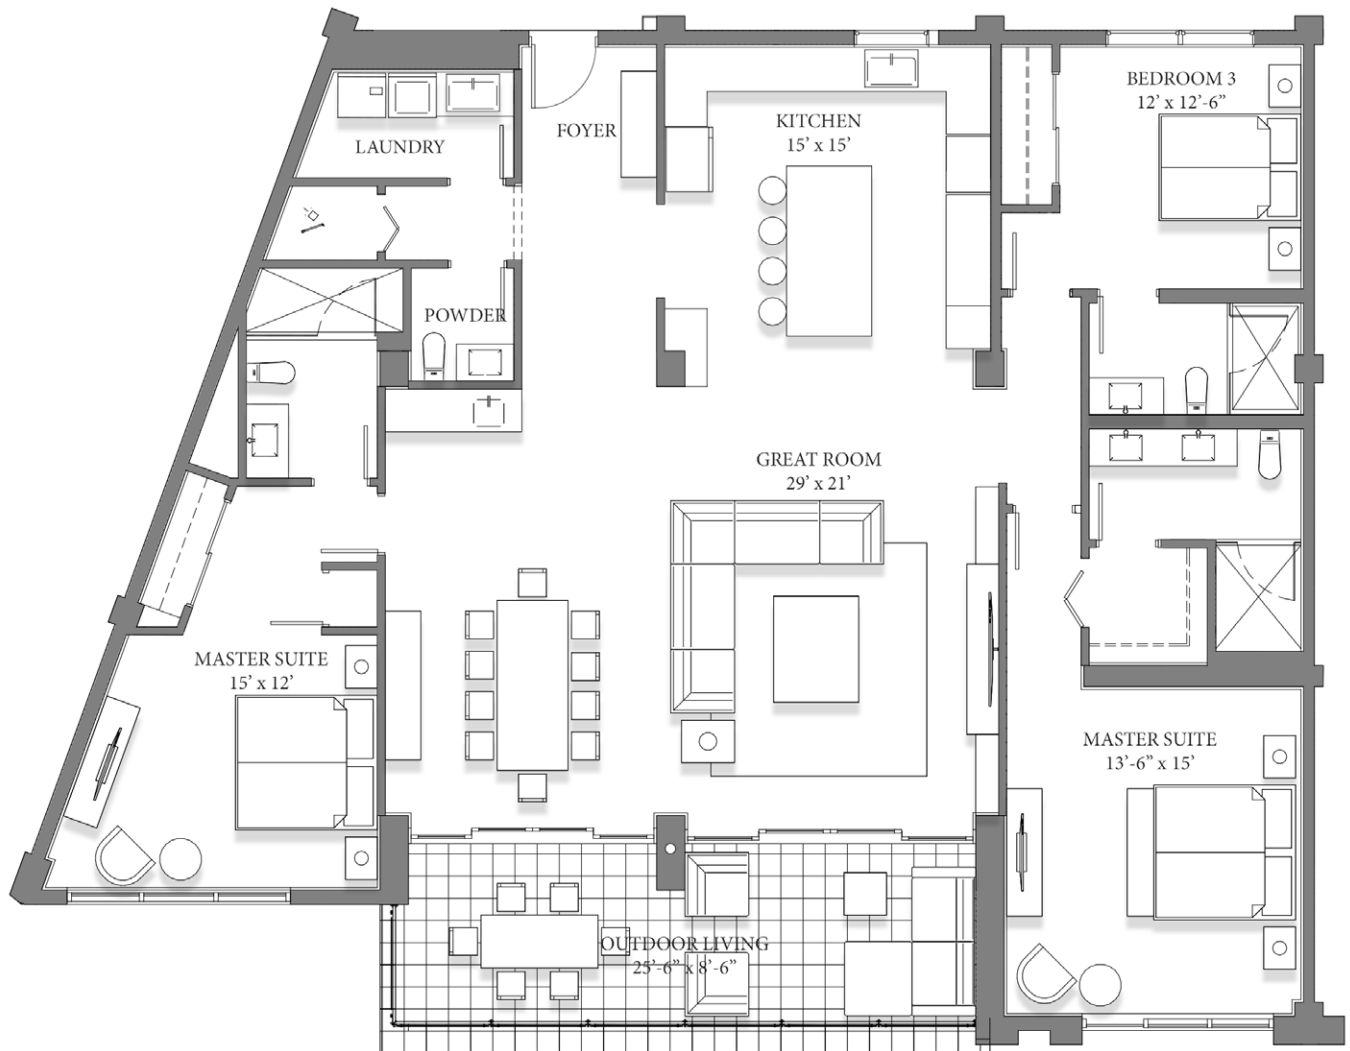 BEDROOM 3
12’ x 12’-6”
KITCHEN
15’ x 15’
FOYER
LAUNDRY
POWDER
GREAT ROOM
29’ x 21’
MASTER SUITE
15’ x 12’
MASTER SUITE
13’-6” x 15’
OUTDOOR LIVING
25’-6” x 8’-6”